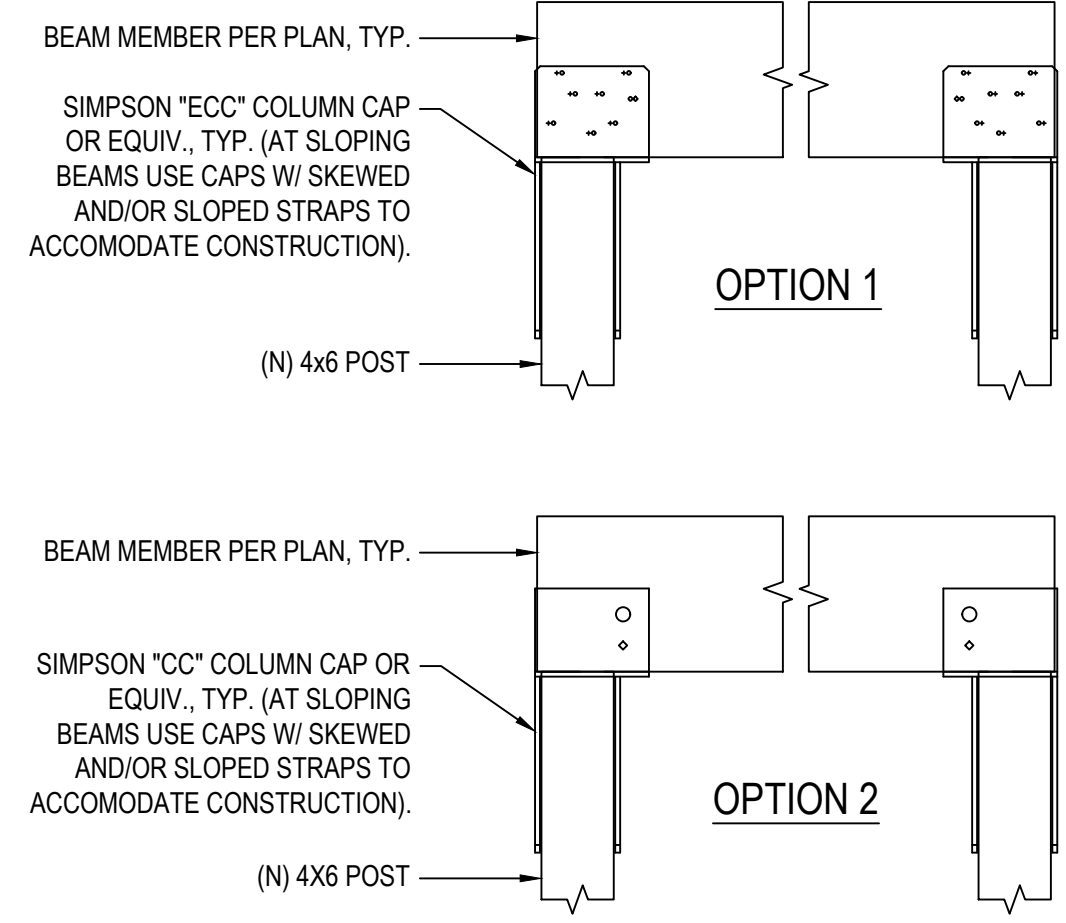 BEAM MEMBER PER PLAN, TYP.
SIMPSON "ECC" COLUMN CAP
OR EQUIV., TYP. (AT SLOPING
BEAMS USE CAPS W/ SKEWED
AND/OR SLOPED STRAPS TO
ACCOMODATE CONSTRUCTION).
OPTION 1
(N) 4x6 POST
BEAM MEMBER PER PLAN, TYP.
SIMPSON "CC" COLUMN CAP OR
EQUIV., TYP. (AT SLOPING
BEAMS USE CAPS W/ SKEWED
AND/OR SLOPED STRAPS TO
ACCOMODATE CONSTRUCTION).
OPTION 2
(N) 4X6 POST